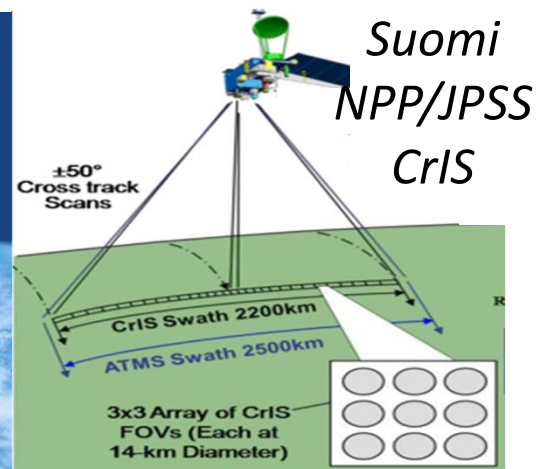 Suomi
NPP/JPSS
CrIS
±50°
Cross track
Scans
CrIS Swath 2200km
R
ATMS Swath 2500km
3x3 Array of CrIS
FOVs (Each at
14-km Diameter)